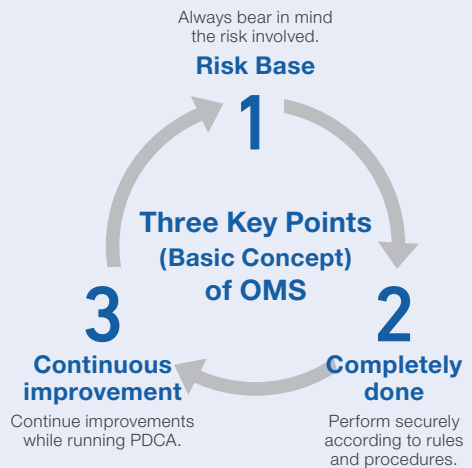 Always bear in mind
the risk involved.
Risk Base
1
Three Key Points
(Basic Concept)
of OMS
2
Completely
done
Perform securely
according to rules
and procedures.
3
Continuous
improvement
Continue improvements
while running PDCA.